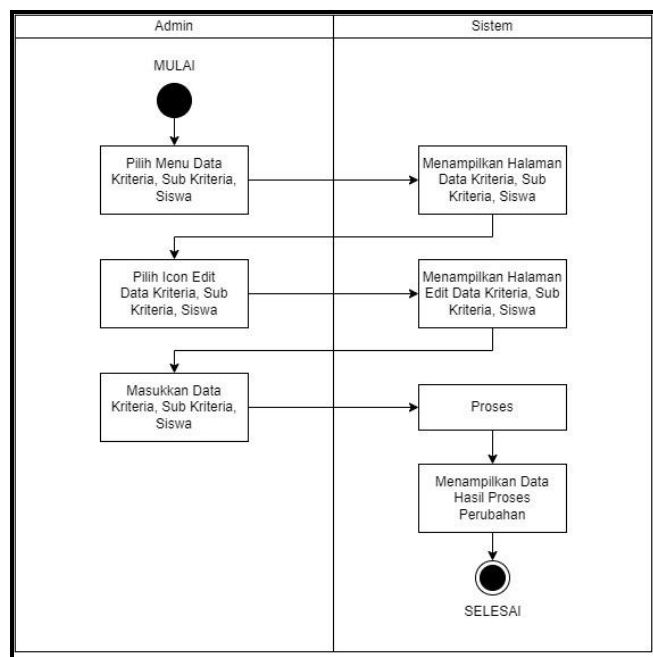 Admin
Sistem
MULAI
Pilih Menu Data
Kriteria, Sub Kriteria,
Siswa
Menampilkan Halaman
Data Kriteria, Sub
Kriteria, Siswa
Pilih Icon Edit
Data Kriteria, Sub
Kriteria, Siswa
Menampilkan Halaman
Edit Data Kriteria, Sub
Kriteria, Siswa
Masukkan Data
Kriteria, Sub Kriteria,
Siswa
Proses
Menampilkan Data
Hasil Proses
Perubahan
SELESAI